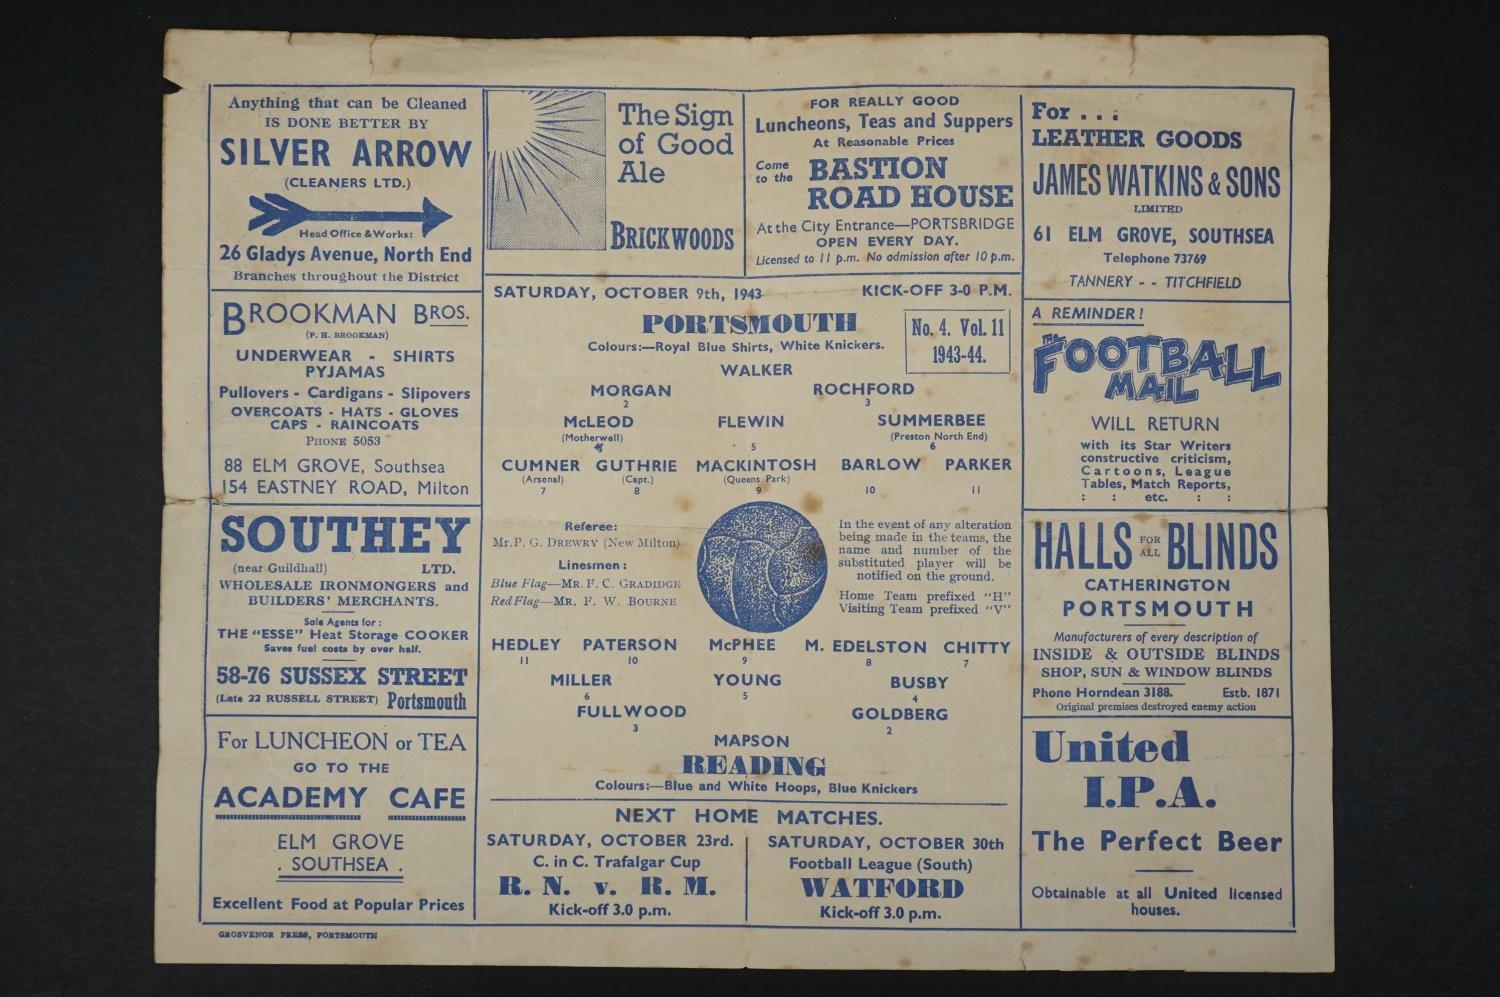 Anything that can be Cleaned
IS DONE BETTER BY
SILVER ARROW
(CLEANERS LTD.)
Head Office & Works:
26 Gladys Avenue, North End
Branches throughout the District
BROOKMAN BROS.
(P. H. BROOKMAN)
UNDERWEAR - SHIRTS
PYJAMAS
Pullovers - Cardigans - Slipovers
OVERCOATS - HATS - GLOVES
CAPS - RAINCOATS
PHONE 5053
88 ELM GROVE, Southsea
154 EASTNEY ROAD, Milton
SOUTHEY
(near Guildhall) LTD.
WHOLESALE IRONMONGERS and
BUILDERS' MERCHANTS.
Sole Agents for:
THE "ESSE" Heat Storage COOKER
Saves fuel costs by over half.
58-76 SUSSEX STREET
(Late 22 RUSSELL STREET) Portsmouth
For LUNCHEON or TEA
GO TO THE
ACADEMY CAFE
ELM GROVE
. SOUTHSEA .
Excellent Food at Popular Prices
GROSVENOR PRESS, PORTSMOUTH
The Sign
of Good
Ale
BRICKWOODS
FOR REALLY GOOD
Luncheons, Teas and Suppers
At Reasonable Prices
Come
to the
BASTION
ROAD HOUSE
At the City Entrance—PORTSBRIDGE
OPEN EVERY DAY.
Licensed to 11 p.m. No admission after 10 p.m.
SATURDAY, OCTOBER 9th, 1943 KICK-OFF 3-0 P.M.
PORTSMOUTH
Colours:—Royal Blue Shirts, White Knickers.
No. 4. Vol. 11
1943-44.
WALKER
MORGAN ROCHFORD
2 3
McLEOD FLEWIN SUMMERBEE
(Motherwell) (Preston North End)
5 6
CUMNER GUTHRIE MACKINTOSH BARLOW PARKER
(Arsenal) (Capt.) (Queens Park)
7 8 9 10 11
Referee:
Mr. P. G. DREWRY (New Milton)
Linesmen:
Blue Flag—MR. F. C. GRADIDGE
Red Flag—MR. F. W. BOURNE
In the event of any alteration
being made in the teams, the
name and number of the
substituted player will be
notified on the ground.
Home Team prefixed "H"
Visiting Team prefixed "V"
HEDLEY PATERSON McPHEE M. EDELSTON CHITTY
11 10 9 8 7
MILLER YOUNG BUSBY
6 5 4
FULLWOOD GOLDBERG
3 2
MAPSON
READING
Colours:—Blue and White Hoops, Blue Knickers
NEXT HOME MATCHES.
SATURDAY, OCTOBER 23rd.
C. in C. Trafalgar Cup
R. N. v. R. M.
Kick-off 3.0 p.m.
SATURDAY, OCTOBER 30th
Football League (South)
WATFORD
Kick-off 3.0 p.m.
For . . .
LEATHER GOODS
JAMES WATKINS & SONS
LIMITED
61 ELM GROVE, SOUTHSEA
Telephone 73769
TANNERY - - TITCHFIELD
A REMINDER!
The FOOTBALL
MAIL
WILL RETURN
with its Star Writers
constructive criticism,
Cartoons, League
Tables, Match Reports,
: : etc. : :
HALLS FOR ALL BLINDS
CATHERINGTON
PORTSMOUTH
Manufacturers of every description of
INSIDE & OUTSIDE BLINDS
SHOP, SUN & WINDOW BLINDS
Phone Horndean 3188. Estb. 1871
Original premises destroyed enemy action
United
I.P.A.
The Perfect Beer
Obtainable at all United licensed
houses.